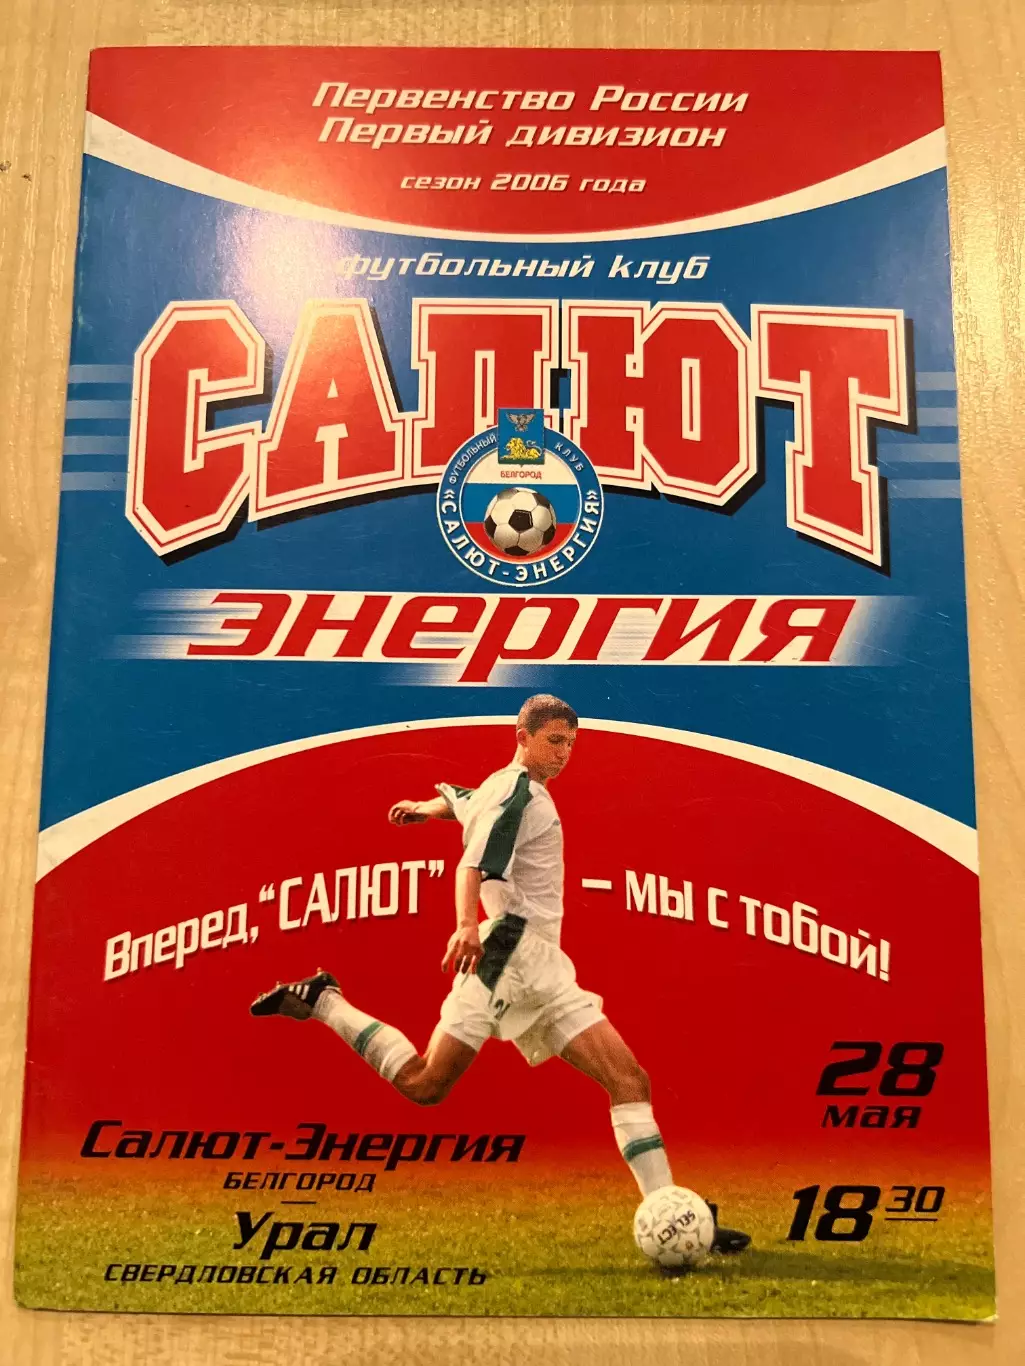 Первенство России
Первый дивизион
сезон 2006 года
футбольный клуб
САЛЮТ
ФУТБОЛЬНЫЙ КЛУБ
БЕЛГОРОД
«САЛЮТ-ЭНЕРГИЯ»
энергия
Вперед, "САЛЮТ" – мы с тобой!
28
мая
Салют-Энергия
БЕЛГОРОД
—
Урал
СВЕРДЛОВСКАЯ ОБЛАСТЬ
18 30
SELECT